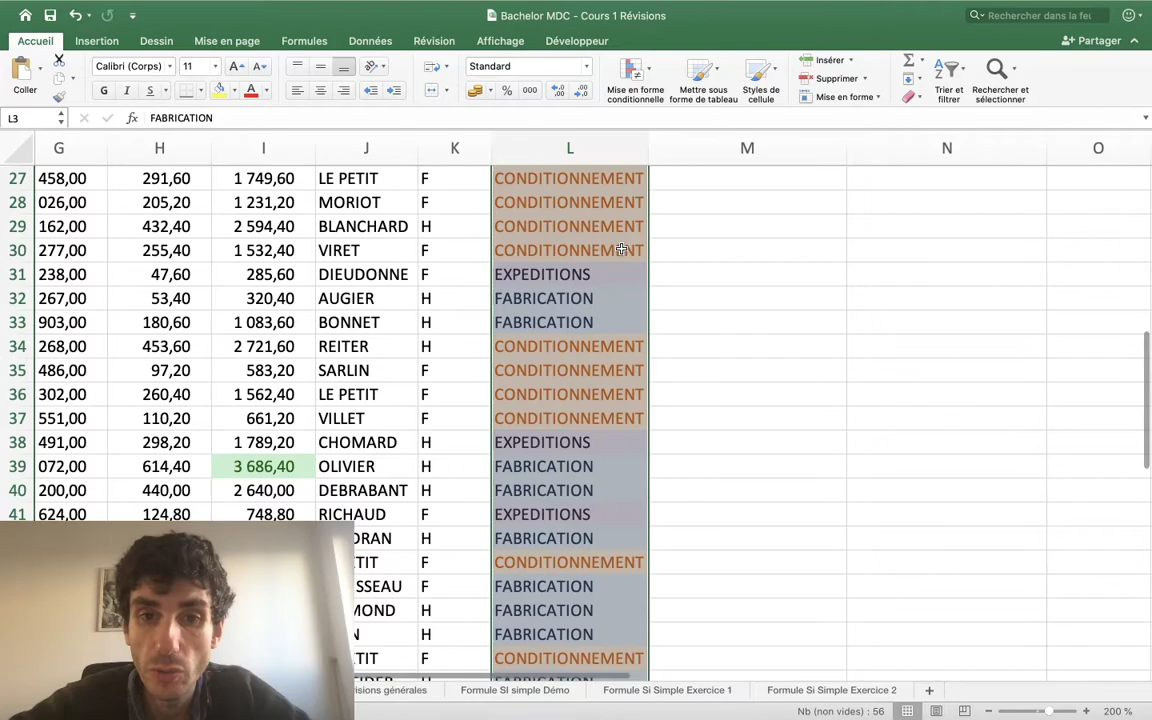 Bachelor MDC - Cours 1 Révisions
Rechercher dans la feu
Accueil Insertion Dessin Mise en page Formules Données Révision Affichage Développeur
Partager
Coller
Calibri (Corps) 11
A A
G I S A
Standard
% 000
Mise en forme conditionnelle
Mettre sous forme de tableau
Styles de cellule
Insérer
Supprimer
Mise en forme
Trier et filtrer
Rechercher et sélectionner
L3 fx FABRICATION
G H I J K L M N O
27 458,00 291,60 1 749,60 LE PETIT F CONDITIONNEMENT
28 026,00 205,20 1 231,20 MORIOT F CONDITIONNEMENT
29 162,00 432,40 2 594,40 BLANCHARD H CONDITIONNEMENT
30 277,00 255,40 1 532,40 VIRET F CONDITIONNEMENT
31 238,00 47,60 285,60 DIEUDONNE F EXPEDITIONS
32 267,00 53,40 320,40 AUGIER H FABRICATION
33 903,00 180,60 1 083,60 BONNET H FABRICATION
34 268,00 453,60 2 721,60 REITER H CONDITIONNEMENT
35 486,00 97,20 583,20 SARLIN F CONDITIONNEMENT
36 302,00 260,40 1 562,40 LE PETIT F CONDITIONNEMENT
37 551,00 110,20 661,20 VILLET F CONDITIONNEMENT
38 491,00 298,20 1 789,20 CHOMARD H EXPEDITIONS
39 072,00 614,40 3 686,40 OLIVIER H FABRICATION
40 200,00 440,00 2 640,00 DEBRABANT H FABRICATION
41 624,00 124,80 748,80 RICHAUD F EXPEDITIONS
ORAN H FABRICATION
TIT F CONDITIONNEMENT
SSEAU F FABRICATION
MOND H FABRICATION
N H FABRICATION
TIT F CONDITIONNEMENT
visions générales Formule SI simple Démo Formule Si Simple Exercice 1 Formule Si Simple Exercice 2
Nb (non vides) : 56 200 %